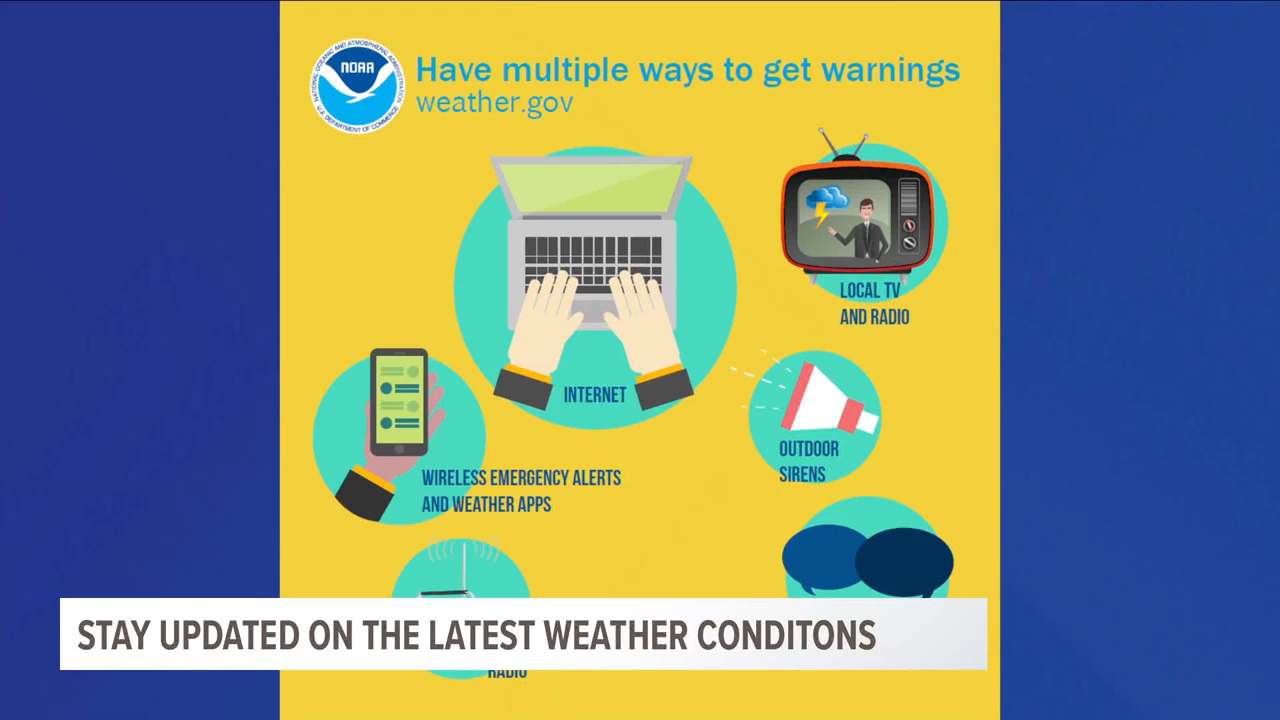 NOAA
NATIONAL OCEANIC AND ATMOSPHERIC ADMINISTRATION
U.S. DEPARTMENT OF COMMERCE
Have multiple ways to get warnings
weather.gov
LOCAL TV
AND RADIO
INTERNET
OUTDOOR
SIRENS
WIRELESS EMERGENCY ALERTS
AND WEATHER APPS
STAY UPDATED ON THE LATEST WEATHER CONDITONS
RADIO